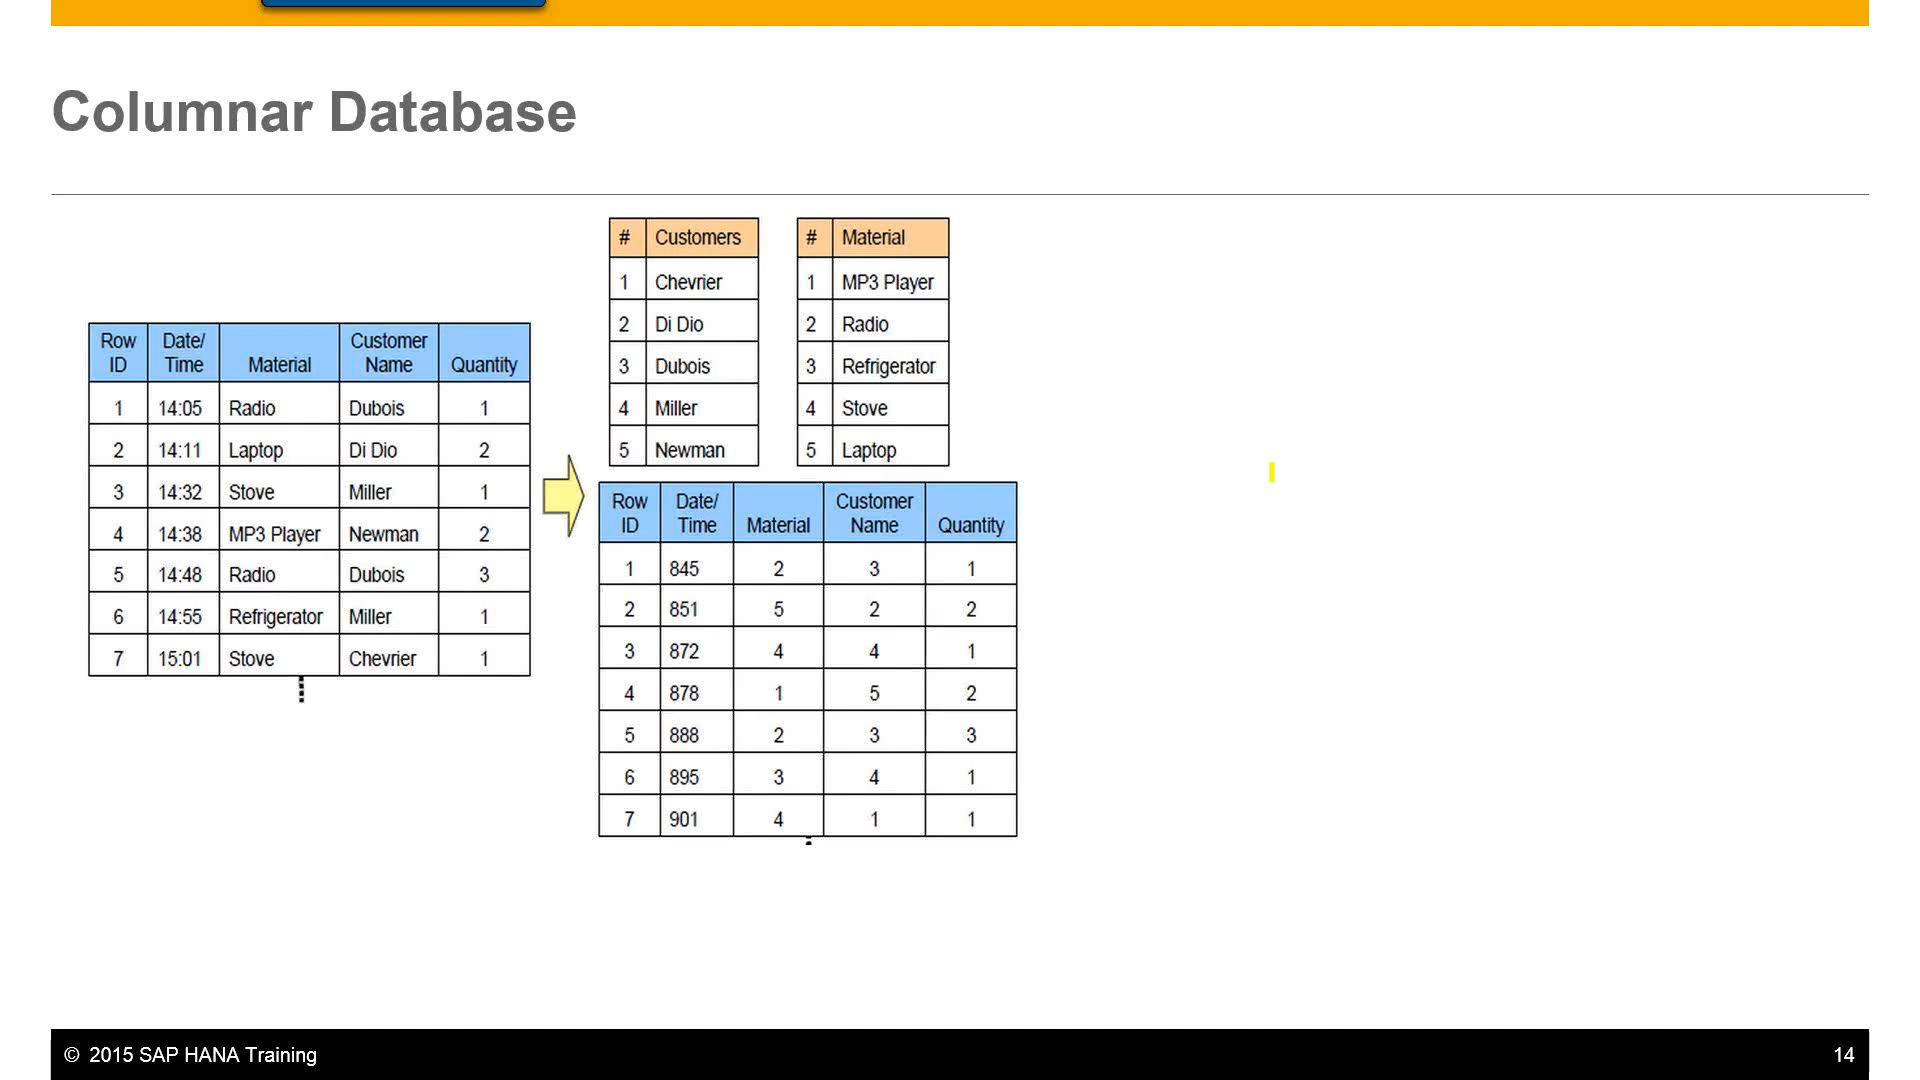 Columnar Database
Row ID Date/ Time Material Customer Name Quantity
1 14:05 Radio Dubois 1
2 14:11 Laptop Di Dio 2
3 14:32 Stove Miller 1
4 14:38 MP3 Player Newman 2
5 14:48 Radio Dubois 3
6 14:55 Refrigerator Miller 1
7 15:01 Stove Chevrier 1
# Customers
1 Chevrier
2 Di Dio
3 Dubois
4 Miller
5 Newman
# Material
1 MP3 Player
2 Radio
3 Refrigerator
4 Stove
5 Laptop
Row ID Date/ Time Material Customer Name Quantity
1 845 2 3 1
2 851 5 2 2
3 872 4 4 1
4 878 1 5 2
5 888 2 3 3
6 895 3 4 1
7 901 4 1 1
© 2015 SAP HANA Training
14